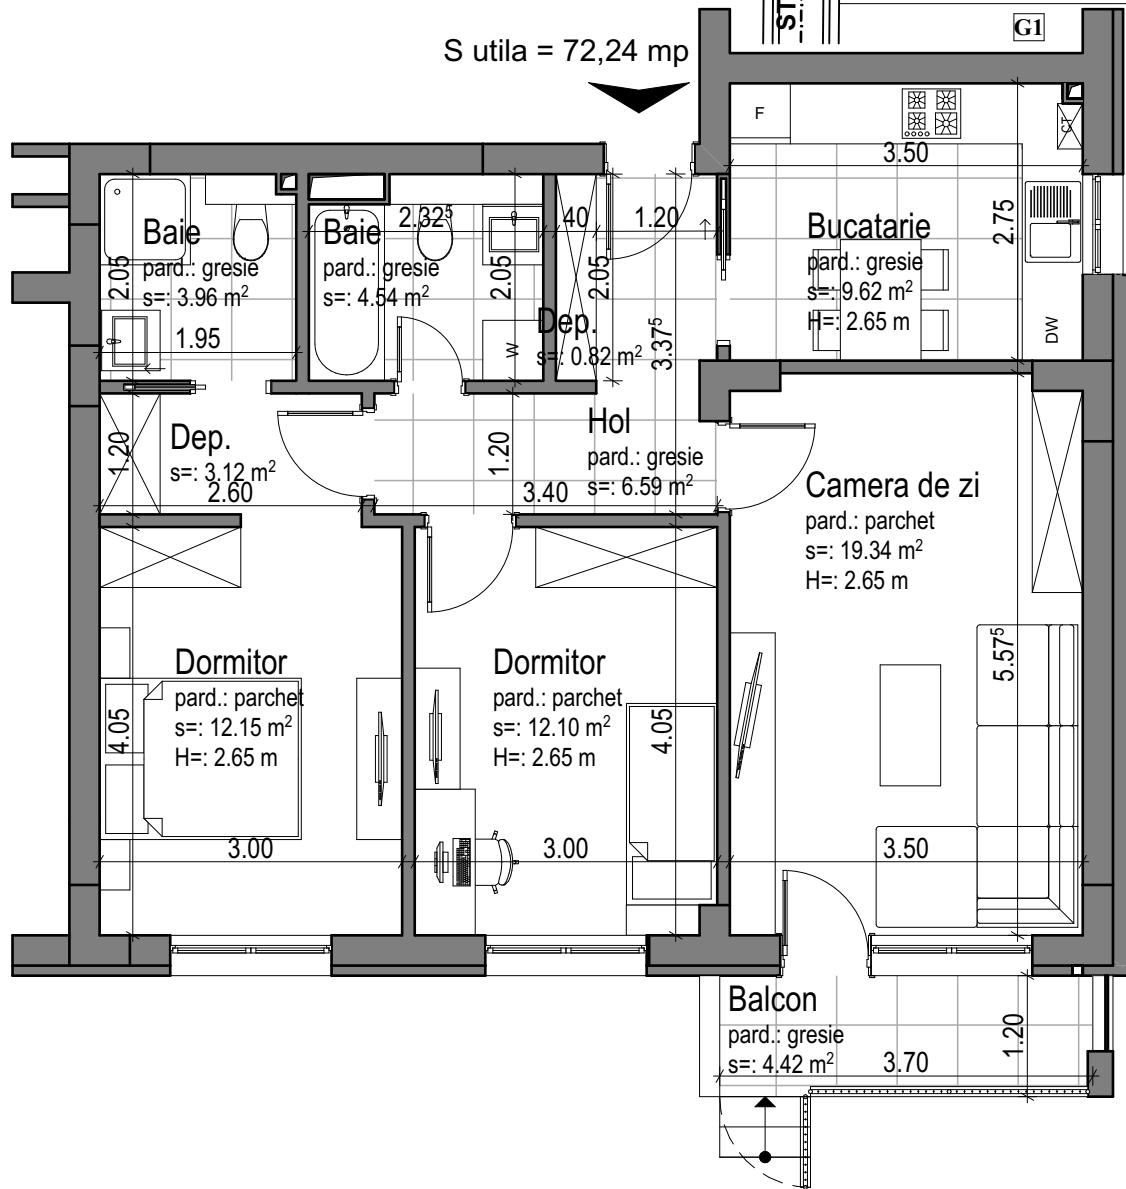 ST
G1
S utila = 72,24 mp
F
CT
3.50
Baie
pard.: gresie
s=: 3.96 m²
2.05
1.95
Baie
pard.: gresie
s=: 4.54 m²
2.32⁵
2.05
W
40
1.20
2.05
Dep.
s=: 0.82 m²
3.37⁵
Bucatarie
pard.: gresie
s=: 9.62 m²
H=: 2.65 m
2.75
DW
Dep.
s=: 3.12 m²
1.20
2.60
1.20
3.40
Hol
pard.: gresie
s=: 6.59 m²
Camera de zi
pard.: parchet
s=: 19.34 m²
H=: 2.65 m
5.57⁵
3.50
Dormitor
pard.: parchet
s=: 12.15 m²
H=: 2.65 m
4.05
3.00
Dormitor
pard.: parchet
s=: 12.10 m²
H=: 2.65 m
4.05
3.00
Balcon
pard.: gresie
s=: 4.42 m²
3.70
1.20